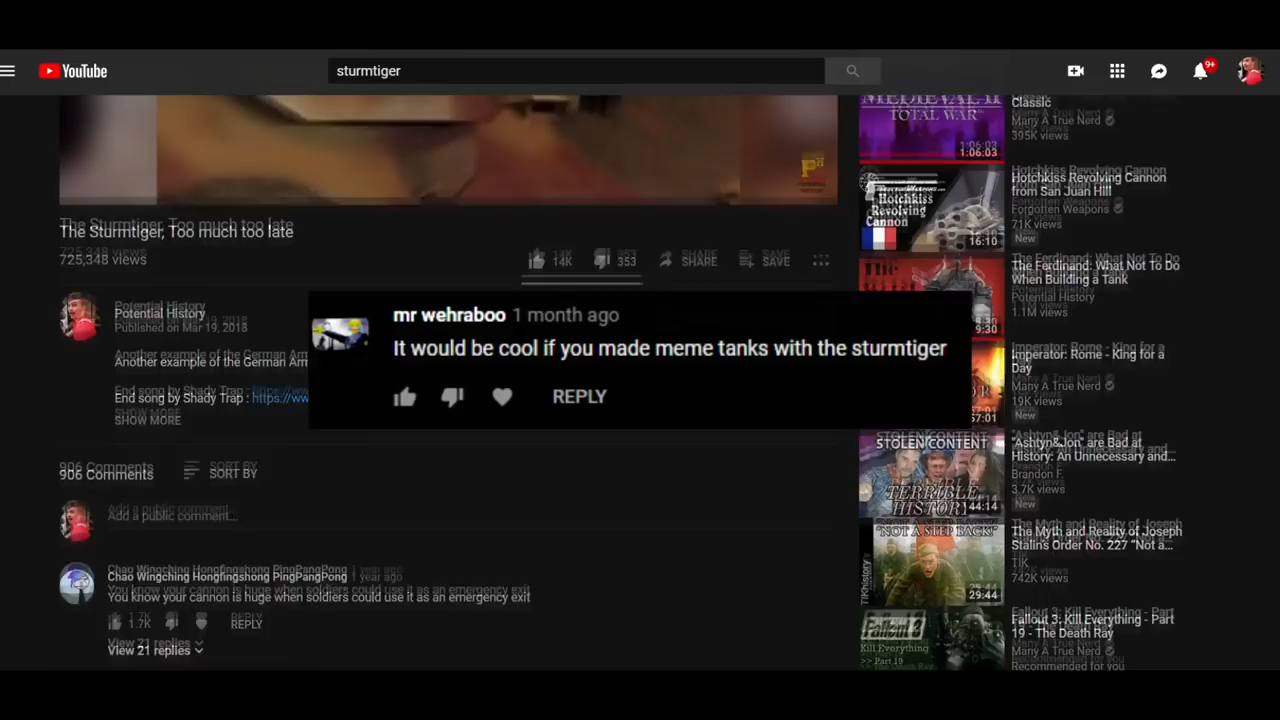 YouTube
sturmtiger
9+
The Sturmtiger, Too much too late
725,348 views
14K
353
SHARE
SAVE
Potential History
Published on Mar 19, 2018
Another example of the German Arm
End song by Shady Trap : https://ww
SHOW MORE
mr wehraboo 1 month ago
It would be cool if you made meme tanks with the sturmtiger
REPLY
906 Comments
SORT BY
Add a public comment...
Chao Wingching Hongfingshong PingPangPong 1 year ago
You know your cannon is huge when soldiers could use it as an emergency exit
1.7K
REPLY
View 21 replies
MEDIEVAL II
TOTAL WAR
1:06:03
Classic
Many A True Nerd
395K views
Hotchkiss
Revolving
Cannon
16:10
Hotchkiss Revolving Cannon
from San Juan Hill
Forgotten Weapons
71K views
New
The
9:30
The Ferdinand: What Not To Do
When Building a Tank
Potential History
1.1M views
57:01
Imperator: Rome - King for a
Day
Many A True Nerd
19K views
New
STOLEN CONTENT
TERRIBLE
HISTORY
44:14
"Ashtyn&Jon" are Bad at
History: An Unnecessary and...
Brandon F.
3.7K views
New
"NOT A STEP BACK!"
TIKhistory
29:44
The Myth and Reality of Joseph
Stalin's Order No. 227 "Not a...
TIK
742K views
Fallout 3
Kill Everything
>> Part 19
Fallout 3: Kill Everything - Part
19 - The Death Ray
Many A True Nerd
Recommended for you